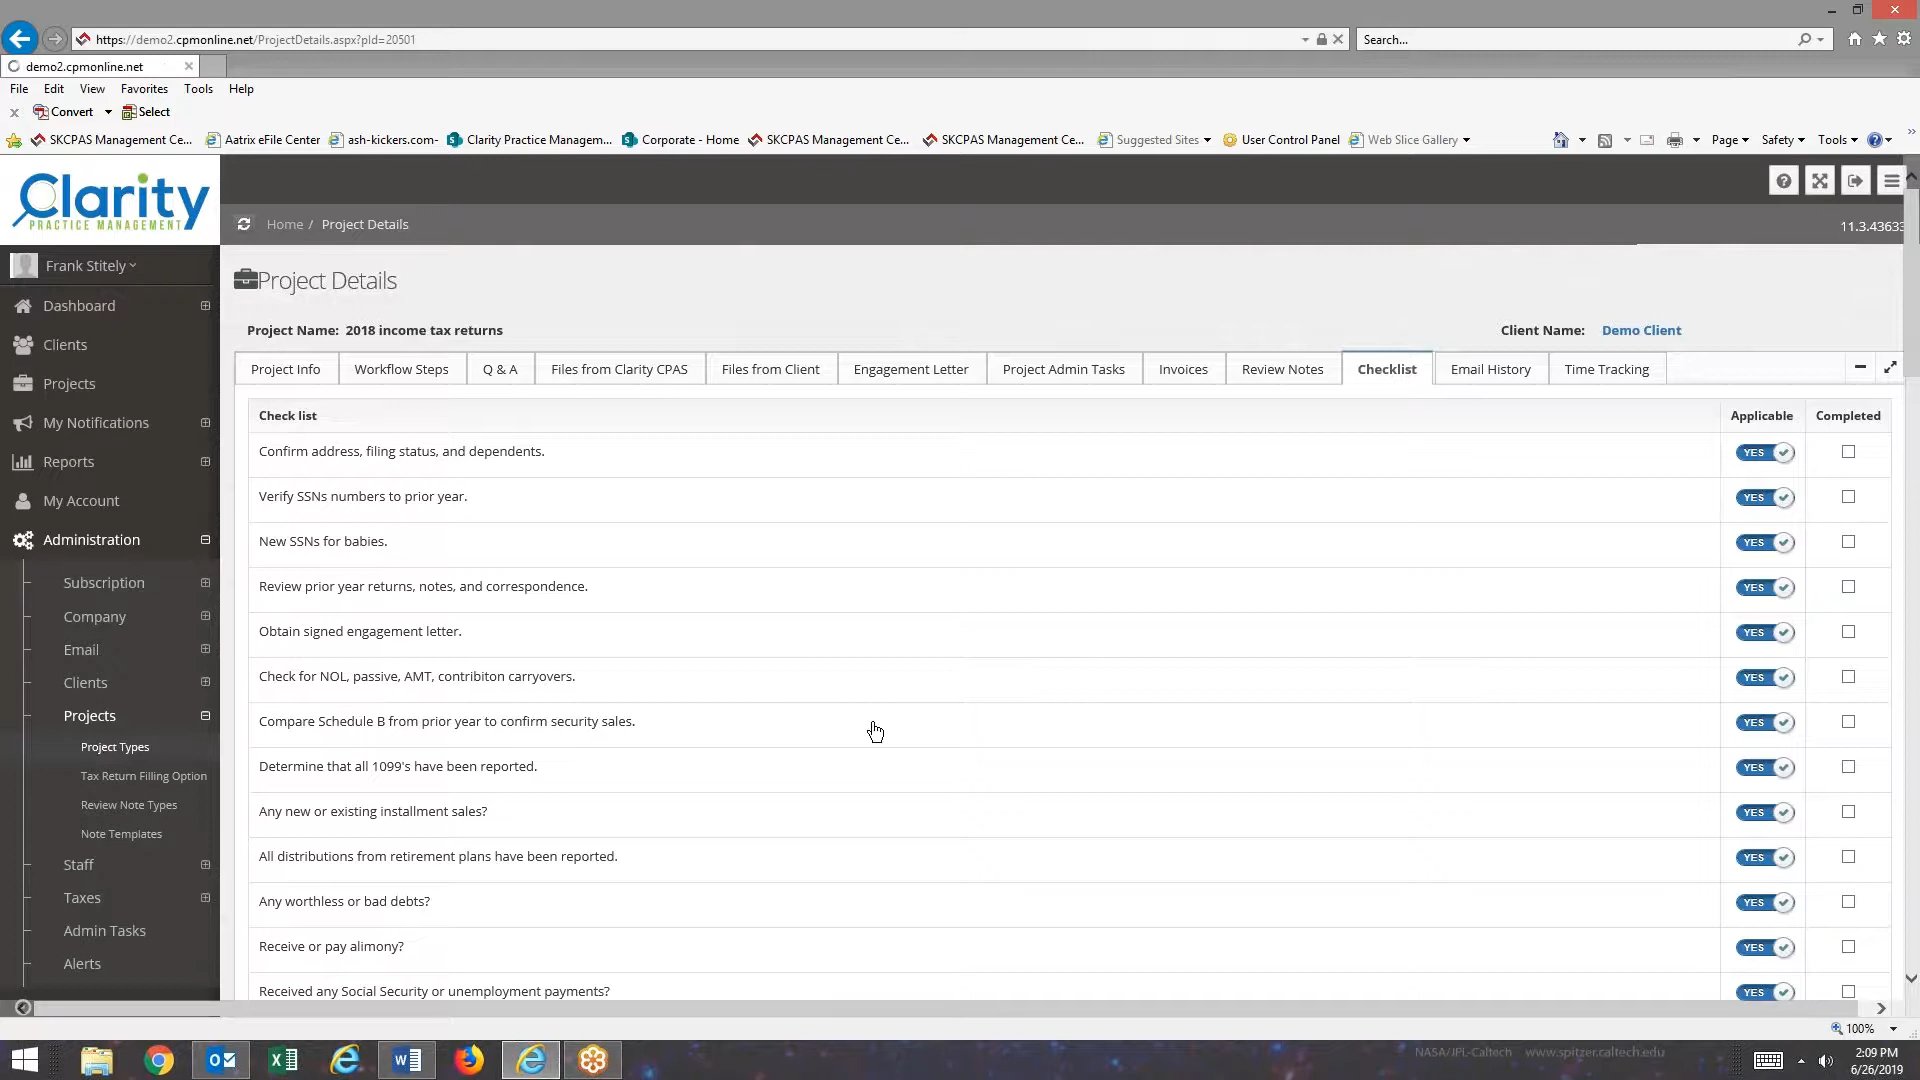 https://demo2.cpmonline.net/ProjectDetails.aspx?pId=20501
Search...
demo2.cpmonline.net
File Edit View Favorites Tools Help
Convert Select
SKCPAS Management Ce... Aatrix eFile Center ash-kickers.com- Clarity Practice Managem... Corporate - Home SKCPAS Management Ce... SKCPAS Management Ce... Suggested Sites User Control Panel Web Slice Gallery Page Safety Tools
Clarity
PRACTICE MANAGEMENT
Home / Project Details
11.3.43633
Frank Stitely
Dashboard
Clients
Projects
My Notifications
Reports
My Account
Administration
Subscription
Company
Email
Clients
Projects
Project Types
Tax Return Filling Option
Review Note Types
Note Templates
Staff
Taxes
Admin Tasks
Alerts
Project Details
Project Name: 2018 income tax returns
Client Name: Demo Client
Project Info Workflow Steps Q & A Files from Clarity CPAS Files from Client Engagement Letter Project Admin Tasks Invoices Review Notes Checklist Email History Time Tracking
Check list Applicable Completed
Confirm address, filing status, and dependents. YES
Verify SSNs numbers to prior year. YES
New SSNs for babies. YES
Review prior year returns, notes, and correspondence. YES
Obtain signed engagement letter. YES
Check for NOL, passive, AMT, contribiton carryovers. YES
Compare Schedule B from prior year to confirm security sales. YES
Determine that all 1099's have been reported. YES
Any new or existing installment sales? YES
All distributions from retirement plans have been reported. YES
Any worthless or bad debts? YES
Receive or pay alimony? YES
Received any Social Security or unemployment payments? YES
100%
NASA/JPL-Caltech www.spitzer.caltech.edu
2:09 PM
6/26/2019